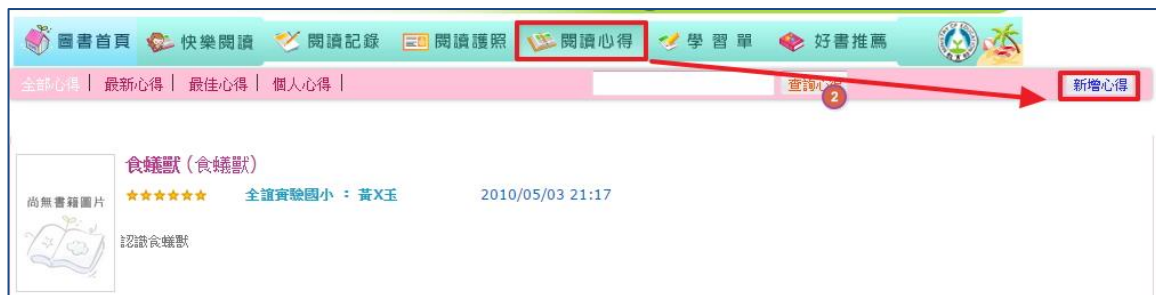 圖書首頁 快樂閱讀 閱讀記錄 閱讀護照 閱讀心得 學習單 好書推薦
全部心得 | 最新心得 | 最佳心得 | 個人心得 | 查詢心得 新增心得
2
食蟻獸 (食蟻獸)
★★★★★★ 全誼實驗國小 : 黃X玉 2010/05/03 21:17
尚無書籍圖片
認識食蟻獸